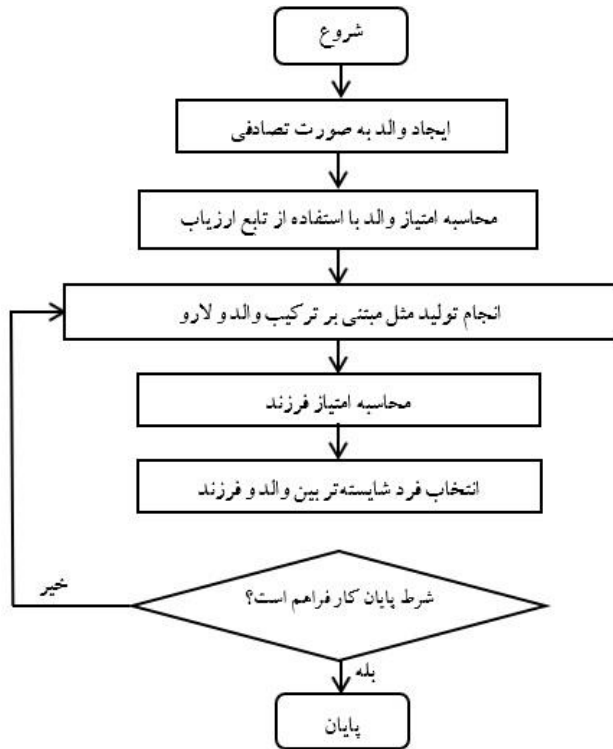 شروع
ایجاد والد به صورت تصادفی
محاسبه امتیاز والد با استفاده از تابع ارزیاب
انجام تولید مثل مبتنی بر ترکیب والد و لارو
محاسبه امتیاز فرزند
انتخاب فرد شایسته‌تر بین والد و فرزند
شرط پایان کار فراهم است؟
خیر
بله
پایان